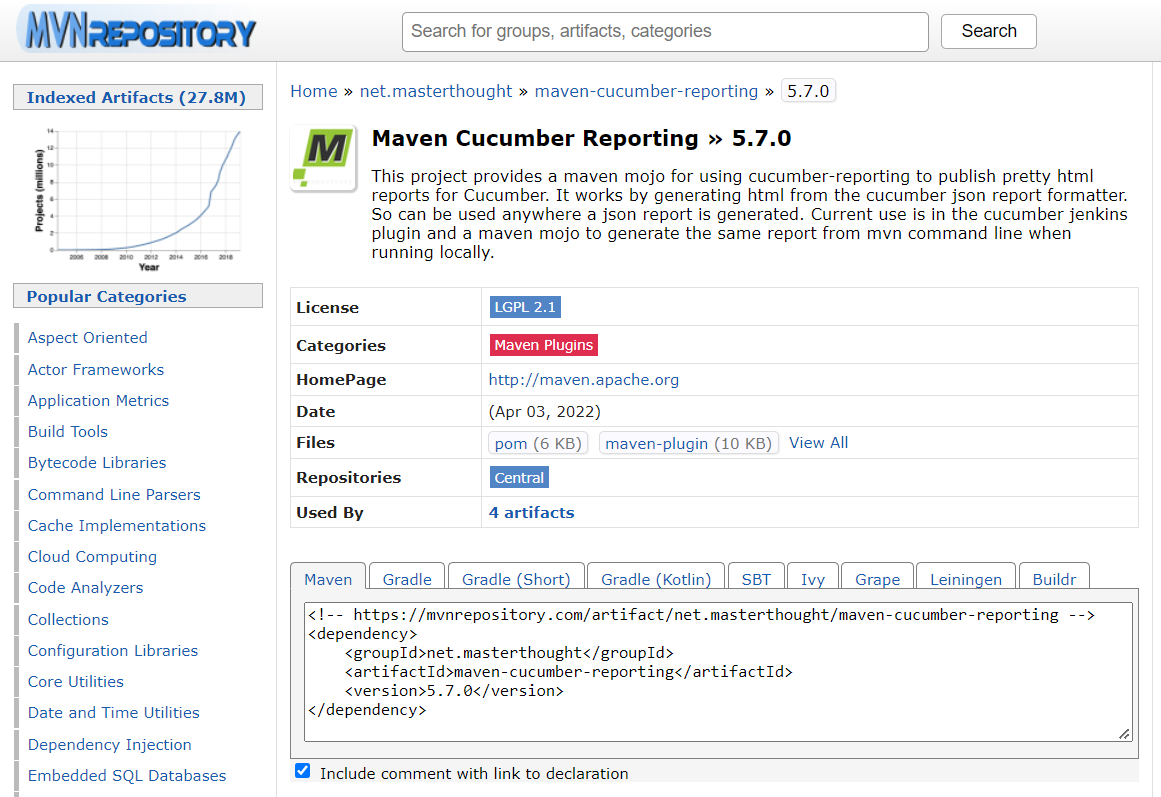 MVNREPOSITORY
Search for groups, artifacts, categories
Search
Indexed Artifacts (27.8M)
Projects (millions)
14
12
10
8
6
4
2
0
2006 2008 2010 2012 2014 2016 2018
Year
Popular Categories
Aspect Oriented
Actor Frameworks
Application Metrics
Build Tools
Bytecode Libraries
Command Line Parsers
Cache Implementations
Cloud Computing
Code Analyzers
Collections
Configuration Libraries
Core Utilities
Date and Time Utilities
Dependency Injection
Embedded SQL Databases
Home » net.masterthought » maven-cucumber-reporting » 5.7.0
M
Maven Cucumber Reporting » 5.7.0
This project provides a maven mojo for using cucumber-reporting to publish pretty html
reports for Cucumber. It works by generating html from the cucumber json report formatter.
So can be used anywhere a json report is generated. Current use is in the cucumber jenkins
plugin and a maven mojo to generate the same report from mvn command line when
running locally.
License LGPL 2.1
Categories Maven Plugins
HomePage http://maven.apache.org
Date (Apr 03, 2022)
Files pom (6 KB) maven-plugin (10 KB) View All
Repositories Central
Used By 4 artifacts
Maven Gradle Gradle (Short) Gradle (Kotlin) SBT Ivy Grape Leiningen Buildr
<!-- https://mvnrepository.com/artifact/net.masterthought/maven-cucumber-reporting -->
<dependency>
    <groupId>net.masterthought</groupId>
    <artifactId>maven-cucumber-reporting</artifactId>
    <version>5.7.0</version>
</dependency>
Include comment with link to declaration